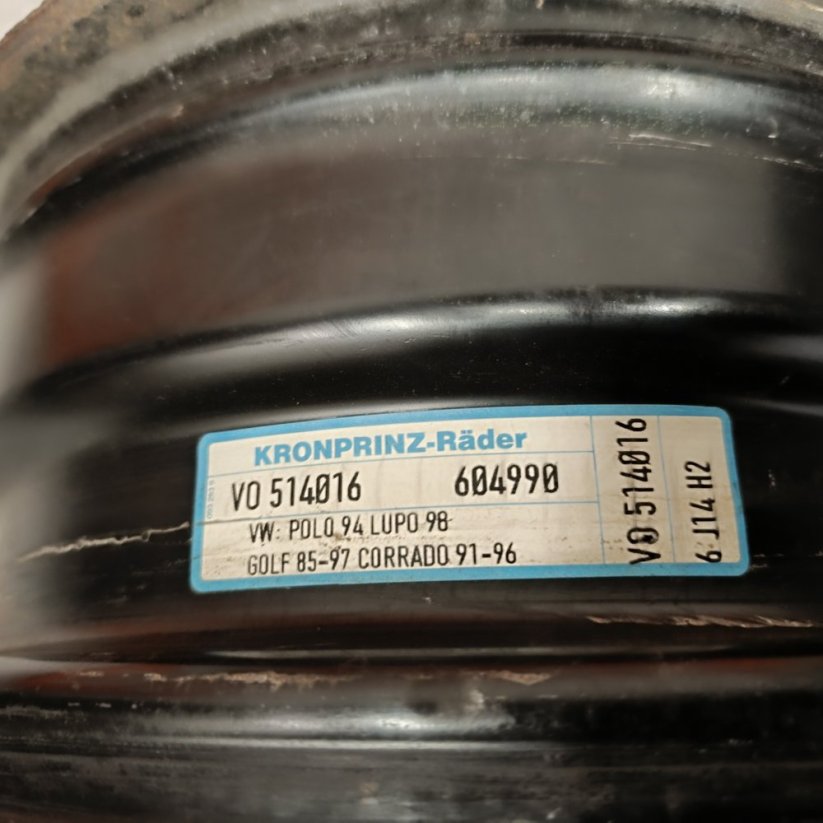 KRONPRINZ-Räder
VO 514016 604990
VW: POLO 94 LUPO 98-
GOLF 85-97 CORRADO 91-96
VO 514016
6 J14 H2